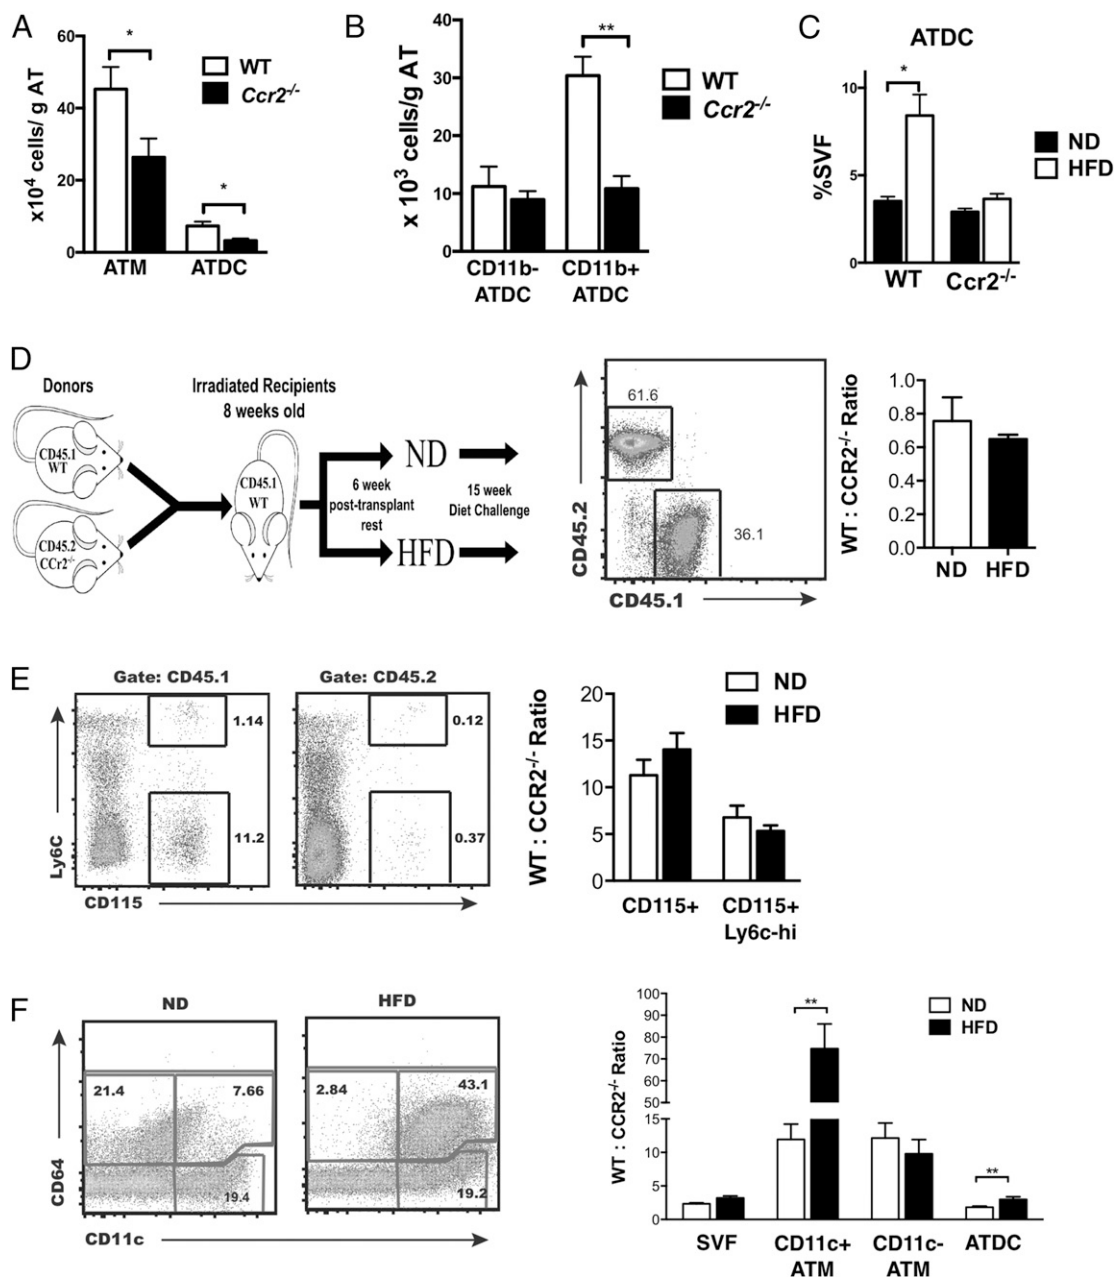 A
*
60
40
20
0
x10⁴ cells/ g AT
WT
Ccr2⁻/⁻
*
ATM
ATDC
B
**
40
30
20
10
0
x 10³ cells/g AT
WT
Ccr2⁻/⁻
CD11b-
ATDC
CD11b+
ATDC
C
ATDC
*
10
5
0
%SVF
ND
HFD
WT
Ccr2⁻/⁻
D
Donors
CD45.1
WT
CD45.2
CCr2⁻/⁻
Irradiated Recipients
8 weeks old
CD45.1
WT
6 week
post-transplant
rest
ND
HFD
15 week
Diet Challenge
61.6
36.1
CD45.2
CD45.1
WT : CCR2⁻/⁻ Ratio
1.0
0.8
0.6
0.4
0.2
0.0
ND
HFD
E
Gate: CD45.1
1.14
11.2
Gate: CD45.2
0.12
0.37
Ly6C
CD115
WT : CCR2⁻/⁻ Ratio
20
15
10
5
0
ND
HFD
CD115+
CD115+
Ly6c-hi
F
ND
21.4
7.66
19.4
HFD
2.84
43.1
19.2
CD64
CD11c
WT : CCR2⁻/⁻ Ratio
100
90
80
70
60
50
15
10
5
0
**
ND
HFD
**
SVF
CD11c+
ATM
CD11c-
ATM
ATDC